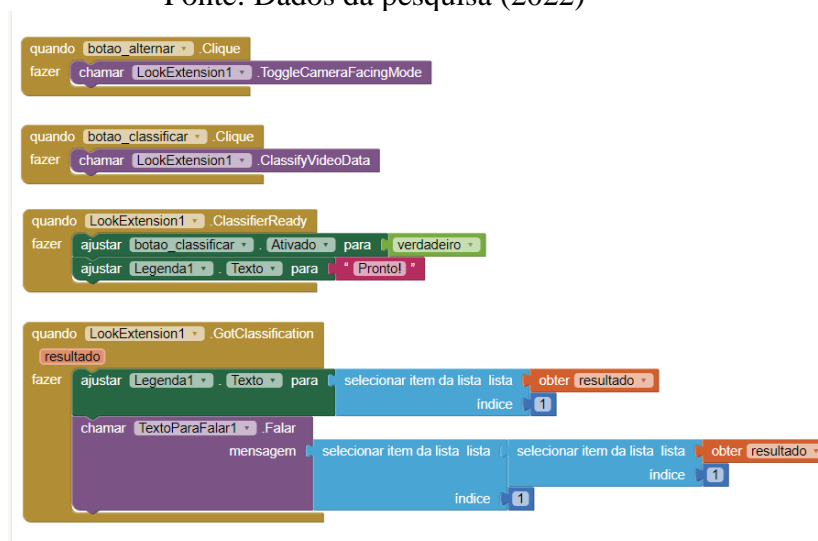 Fonte: Dados da pesquisa (2022)
quando botao_alternar .Clique
fazer chamar LookExtension1 .ToggleCameraFacingMode
quando botao_classificar .Clique
fazer chamar LookExtension1 .ClassifyVideoData
quando LookExtension1 .ClassifierReady
fazer ajustar botao_classificar . Ativado para verdadeiro
ajustar Legenda1 . Texto para " Pronto! "
quando LookExtension1 .GotClassification
resultado
fazer ajustar Legenda1 . Texto para selecionar item da lista lista obter resultado
índice 1
chamar TextoParaFalar1 .Falar
mensagem selecionar item da lista lista selecionar item da lista lista obter resultado
índice 1
índice 1